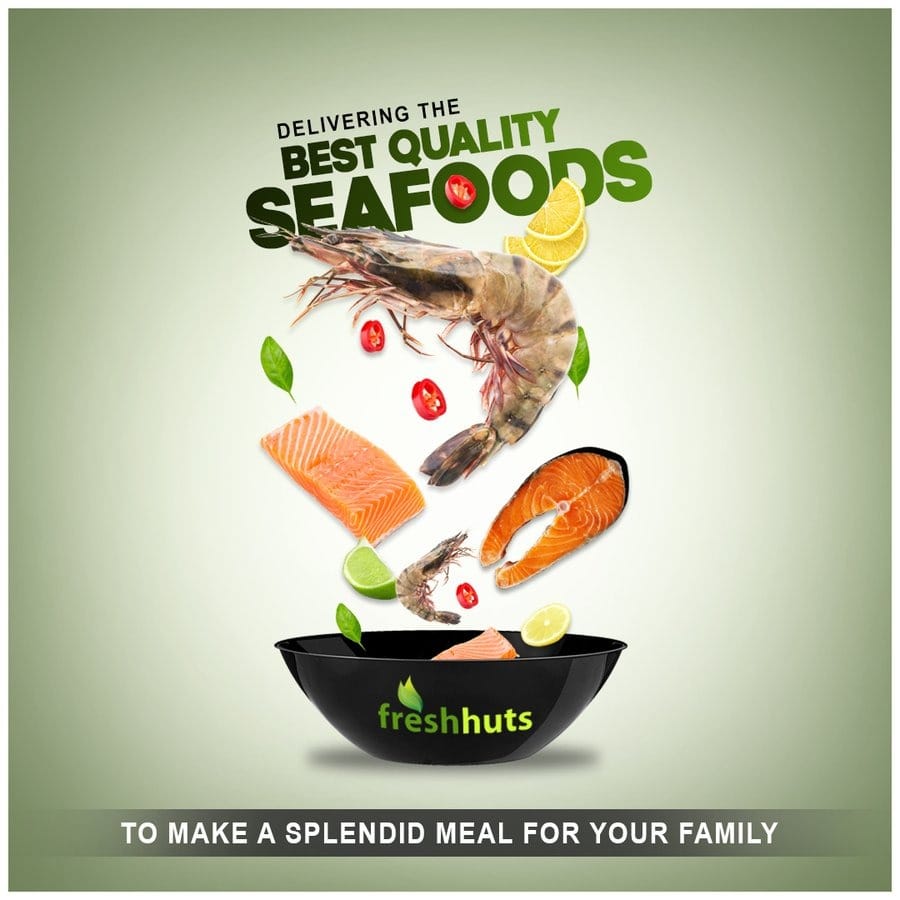 DELIVERING THE
BEST QUALITY
SEAFOODS
freshhuts
TO MAKE A SPLENDID MEAL FOR YOUR FAMILY